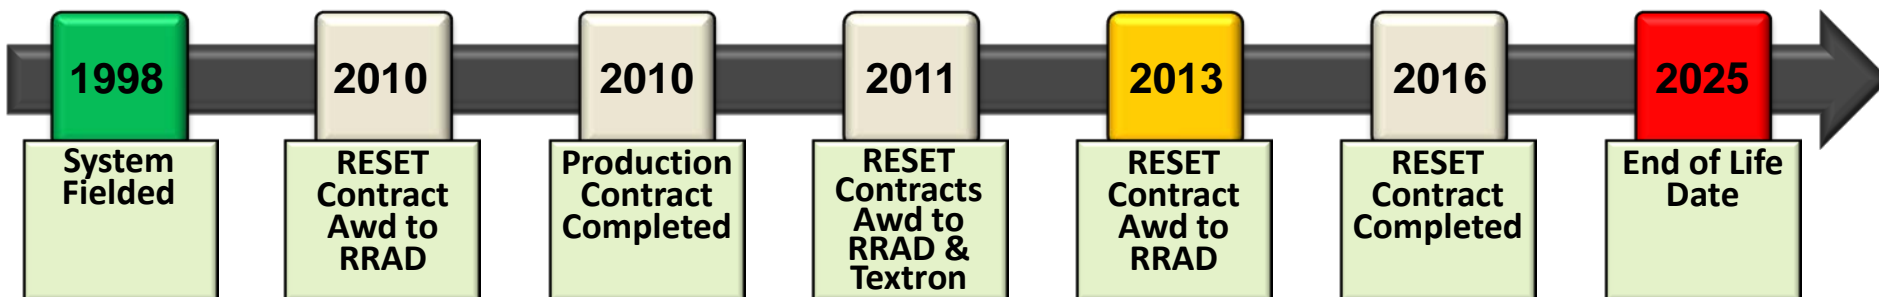 1998
System
Fielded
2010
RESET
Contract
Awd to
RRAD
2010
Production
Contract
Completed
2011
RESET
Contracts
Awd to
RRAD &
Textron
2013
RESET
Contract
Awd to
RRAD
2016
RESET
Contract
Completed
2025
End of Life
Date